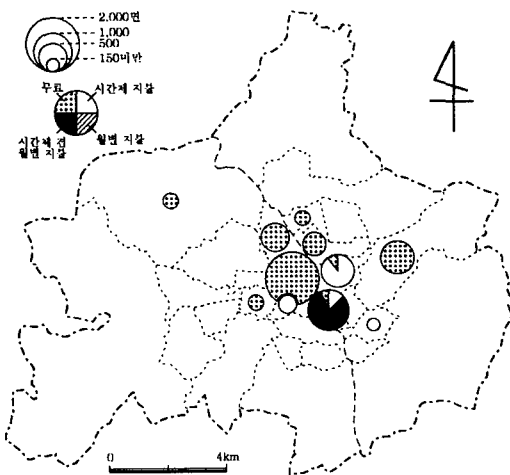 2,000면
1,000
500
150미만
무료
시간제 지불
시간제 겸
월변 지불
월변 지불
0
4km